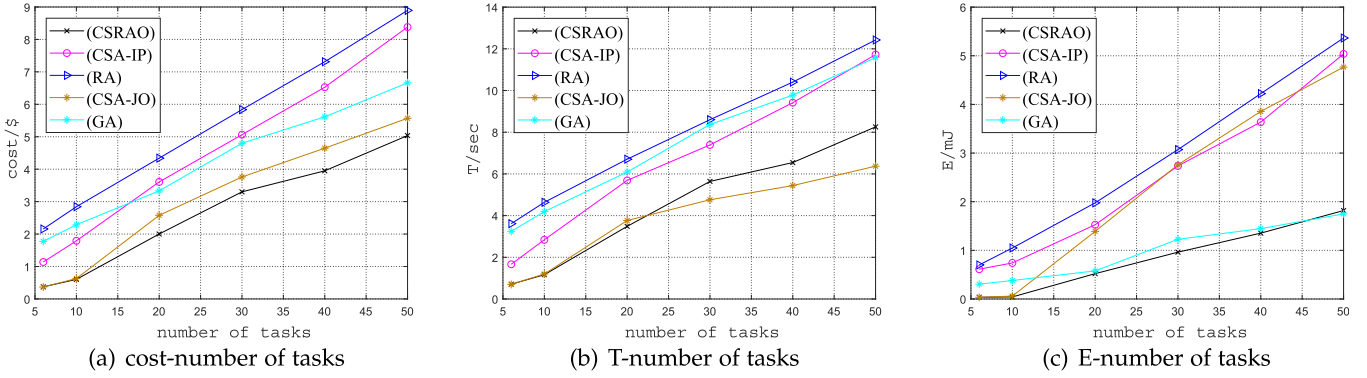 cost/$
9
8
7
6
5
4
3
2
1
0
(CSRAO)
(CSA-IP)
(RA)
(CSA-JO)
(GA)
5 10 15 20 25 30 35 40 45 50
number of tasks
(a) cost-number of tasks
T/sec
14
12
10
8
6
4
2
0
(CSRAO)
(CSA-IP)
(RA)
(CSA-JO)
(GA)
5 10 15 20 25 30 35 40 45 50
number of tasks
(b) T-number of tasks
E/mJ
6
5
4
3
2
1
0
(CSRAO)
(CSA-IP)
(RA)
(CSA-JO)
(GA)
5 10 15 20 25 30 35 40 45 50
number of tasks
(c) E-number of tasks